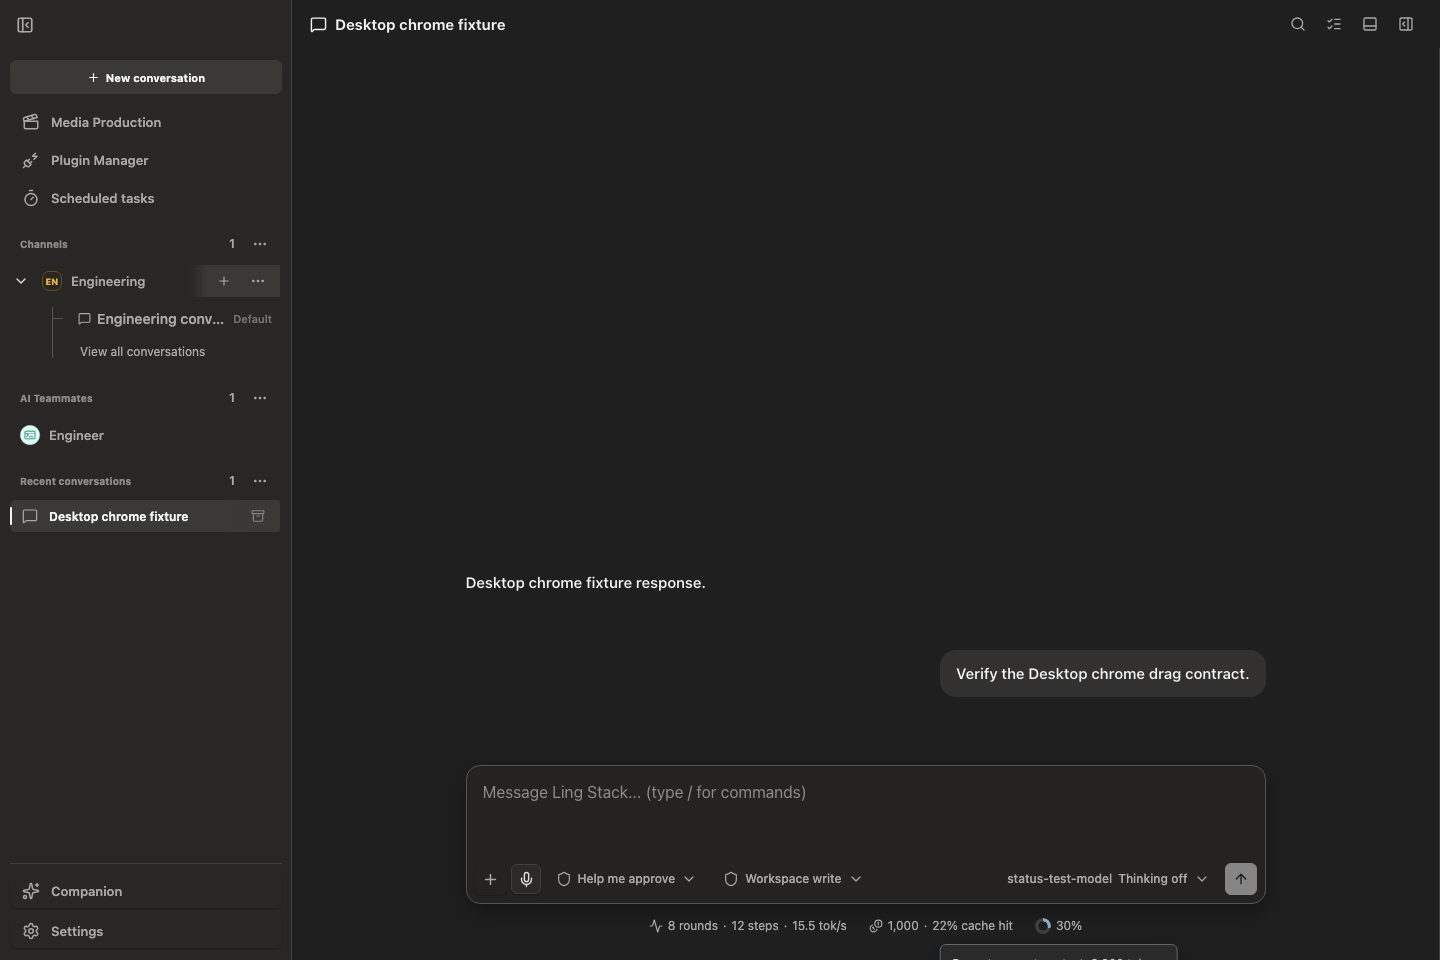 Desktop chrome fixture
New conversation
Media Production
Plugin Manager
Scheduled tasks
Channels 1
EN Engineering
Engineering conv... Default
View all conversations
AI Teammates 1
Engineer
Recent conversations 1
Desktop chrome fixture
Companion
Settings
Desktop chrome fixture response.
Verify the Desktop chrome drag contract.
Message Ling Stack... (type / for commands)
Help me approve Workspace write status-test-model Thinking off
8 rounds · 12 steps · 15.5 tok/s 1,000 · 22% cache hit 30%